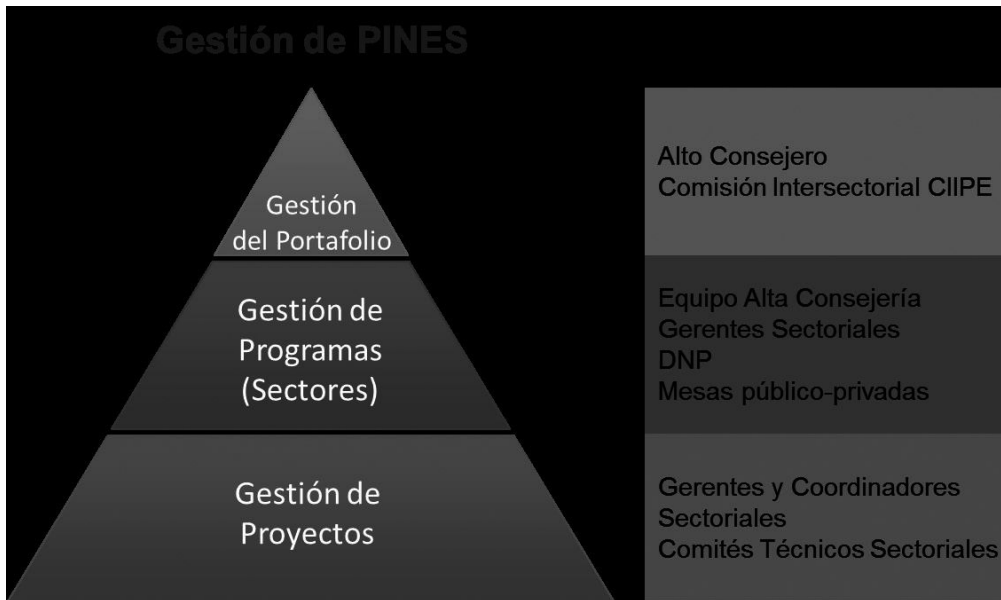 Gestión de PINES
Gestión
del Portafolio
Alto Consejero
Comisión Intersectorial CIIPE
Gestión de
Programas
(Sectores)
Equipo Alta Consejería
Gerentes Sectoriales
DNP
Mesas público-privadas
Gestión de
Proyectos
Gerentes y Coordinadores
Sectoriales
Comités Técnicos Sectoriales